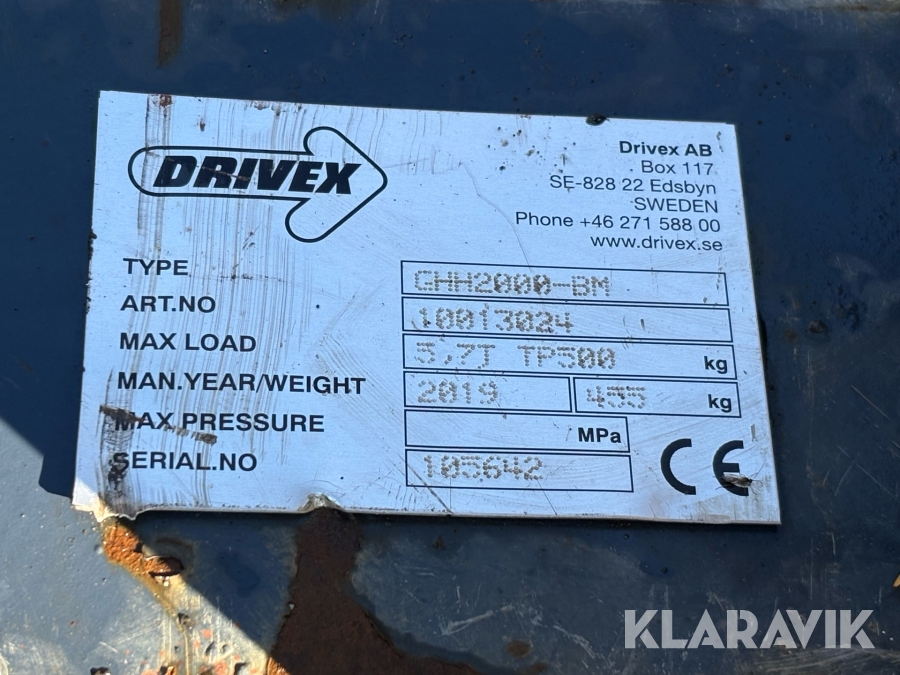 DRIVEX
Drivex AB
Box 117
SE-828 22 Edsbyn
SWEDEN
Phone +46 271 588 00
www.drivex.se
TYPE GHH2000-BM
ART.NO 10013024
MAX LOAD 5,7T TP500 kg
MAN.YEAR/WEIGHT 2019 455 kg
MAX PRESSURE MPa
SERIAL.NO 105642
CE
KLARAVIK